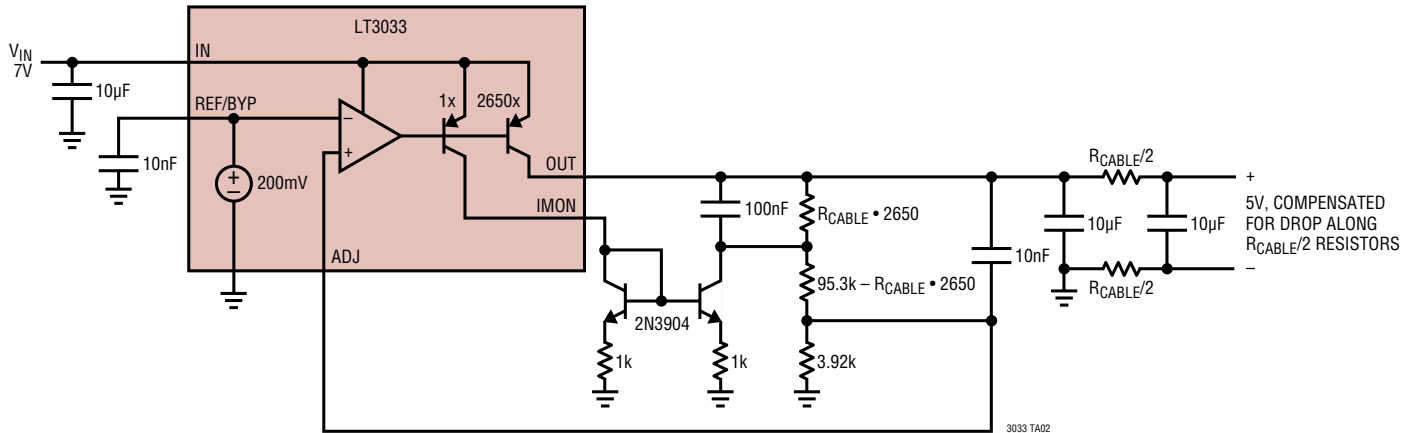 LT3033
V_IN
7V
IN
10µF
REF/BYP
1x
2650x
–
+
10nF
+
–
200mV
OUT
IMON
ADJ
100nF
R_CABLE • 2650
95.3k – R_CABLE • 2650
10nF
2N3904
1k
1k
3.92k
R_CABLE/2
10µF
10µF
R_CABLE/2
+
5V, COMPENSATED
FOR DROP ALONG
R_CABLE/2 RESISTORS
–
3033 TA02